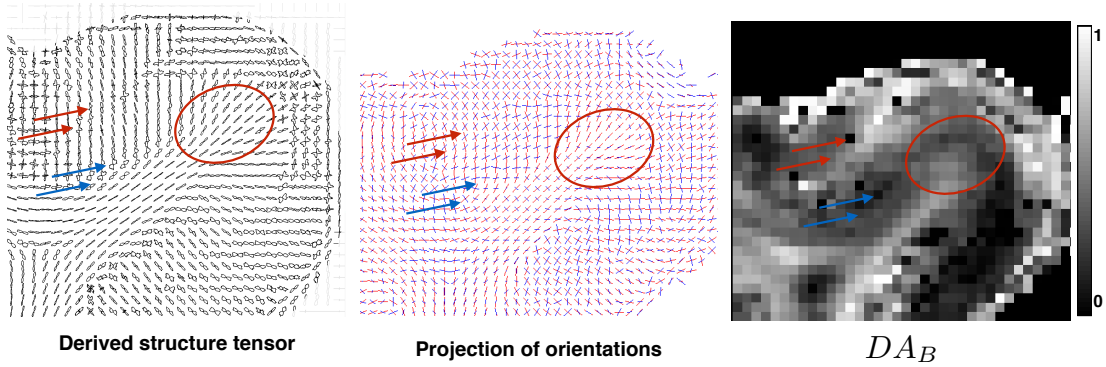 1
0
Derived structure tensor
Projection of orientations
DA_B